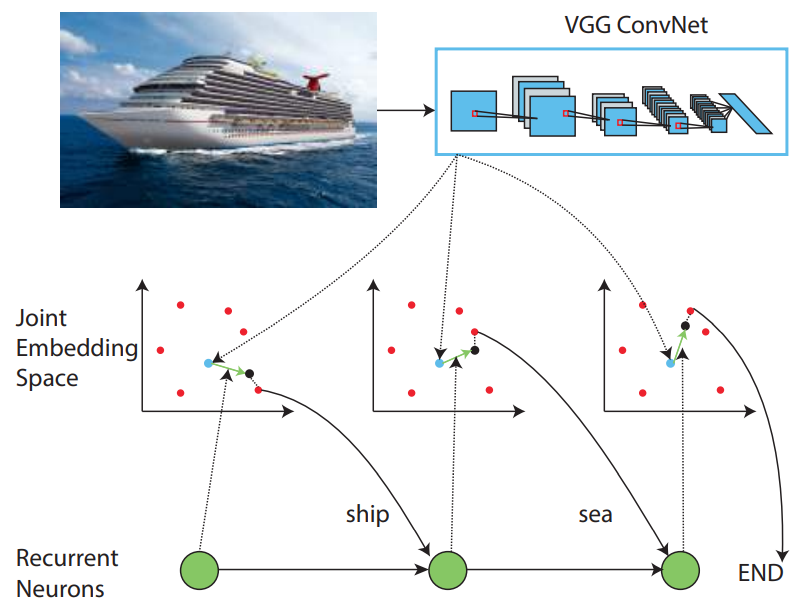 VGG ConvNet
Joint
Embedding
Space
ship
sea
Recurrent
Neurons
END